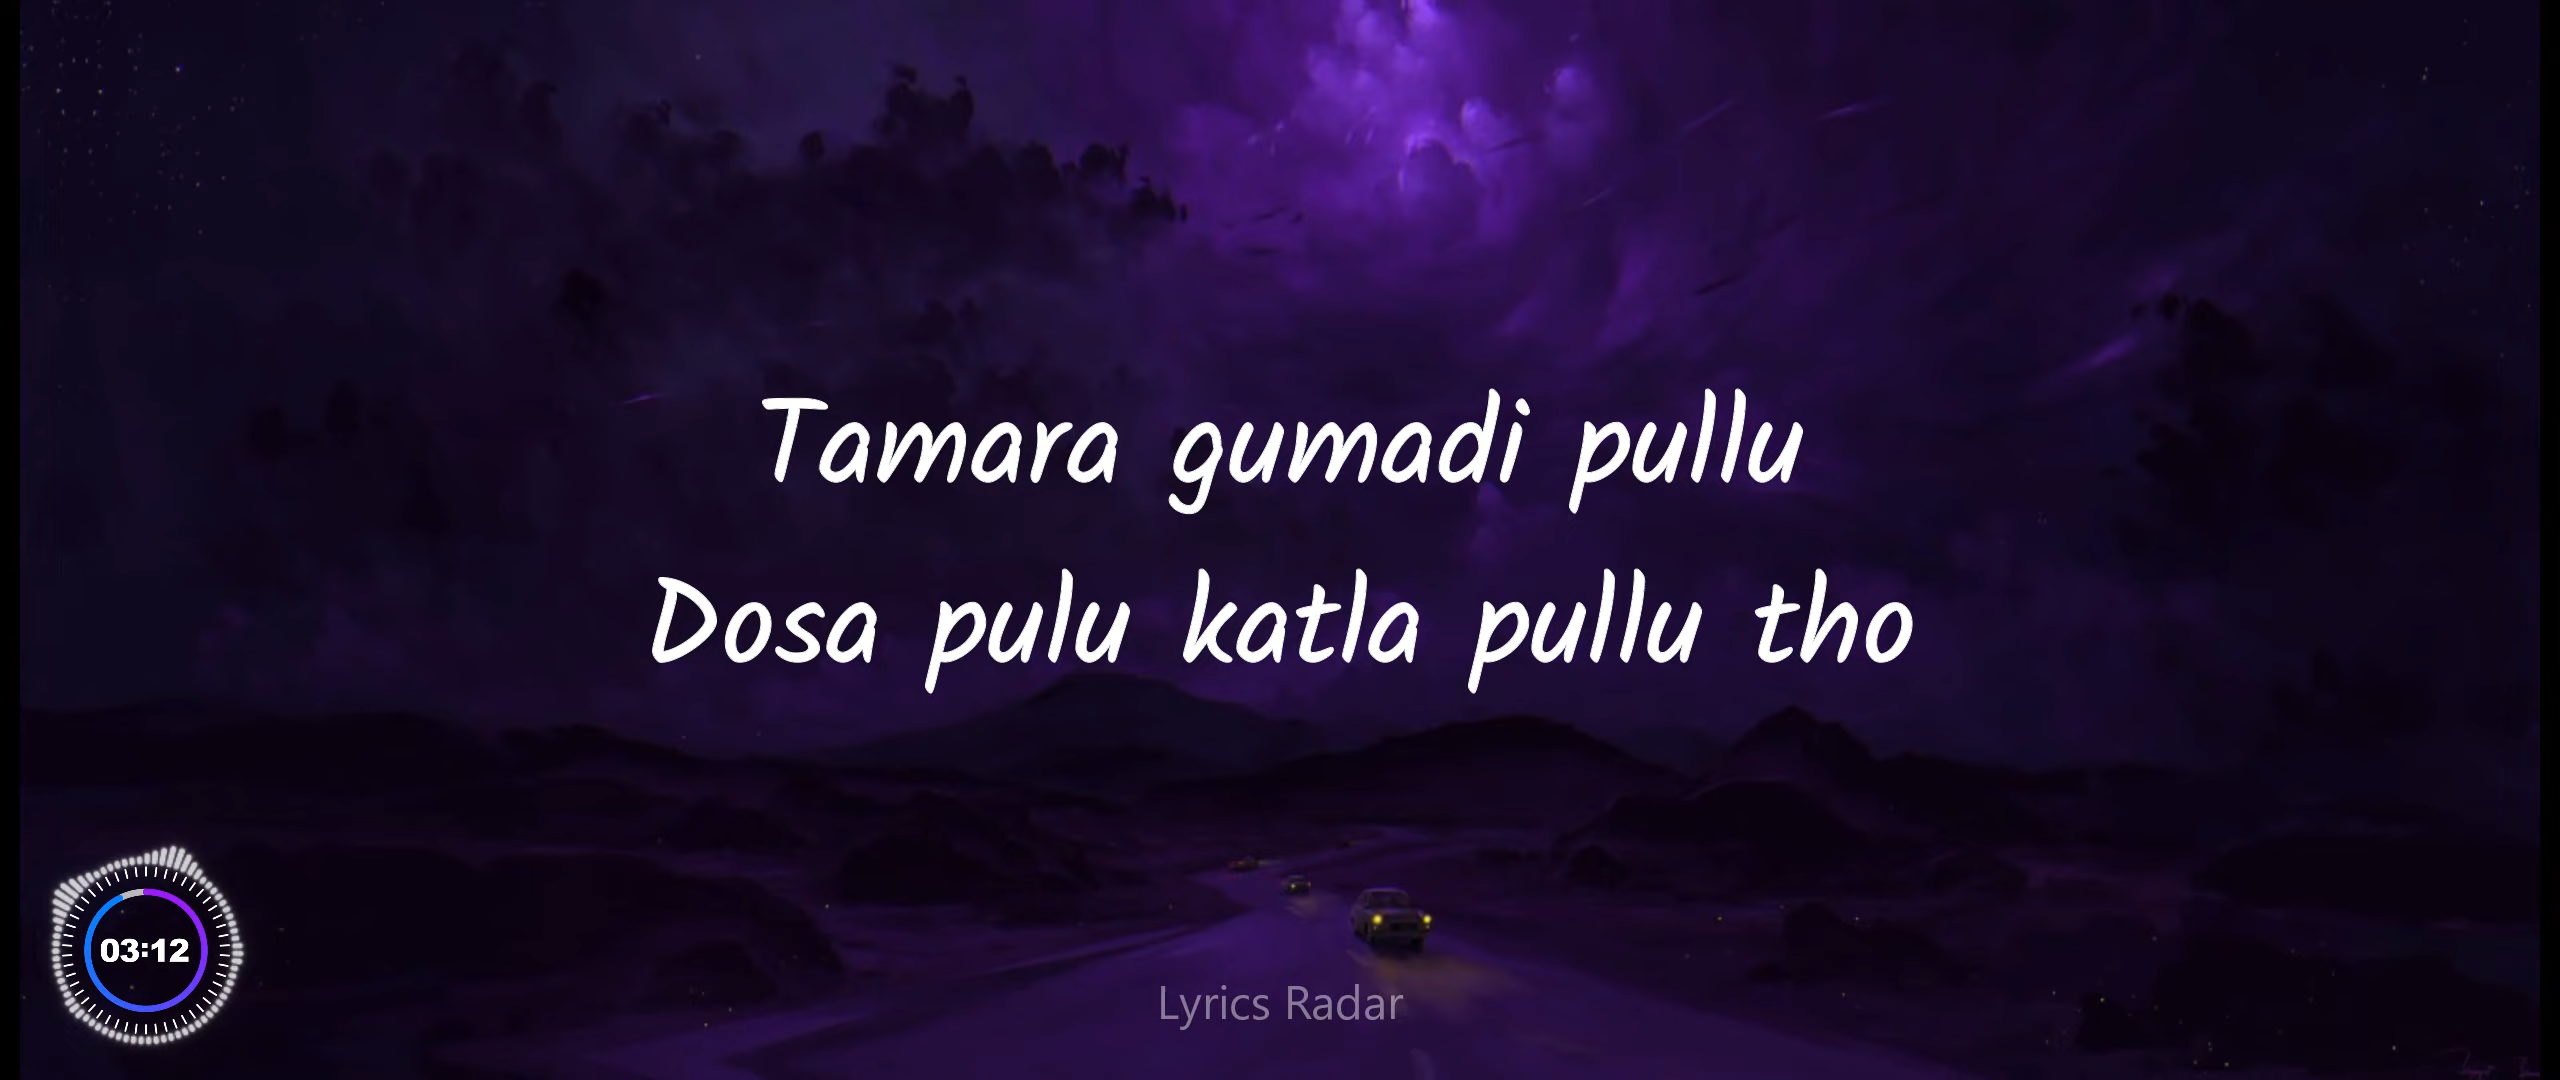 Tamara gumadi pullu
Dosa pulu katla pullu tho
03:12
Lyrics Radar